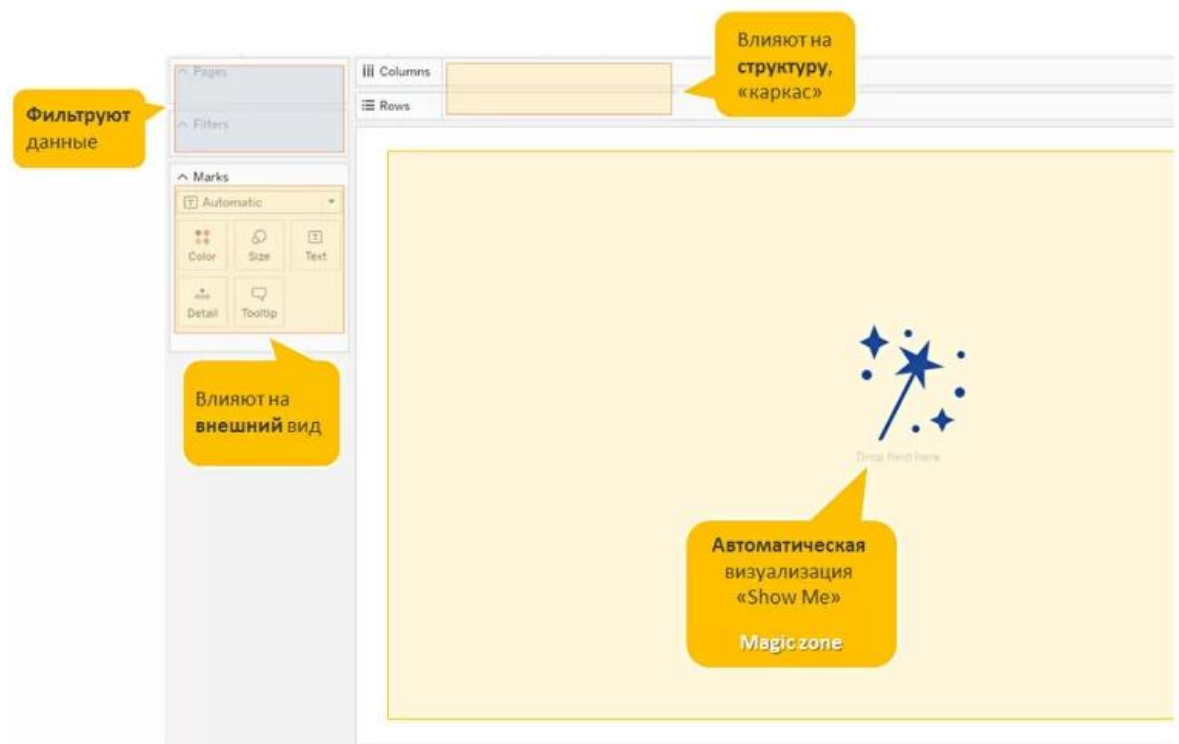 Влияют на
структуру,
«каркас»
Pages
Columns
Rows
Фильтруют
данные
Filters
Marks
Automatic
Color Size Text
Detail Tooltip
Влияют на
внешний вид
Drop field here
Автоматическая
визуализация
«Show Me»
Magic zone